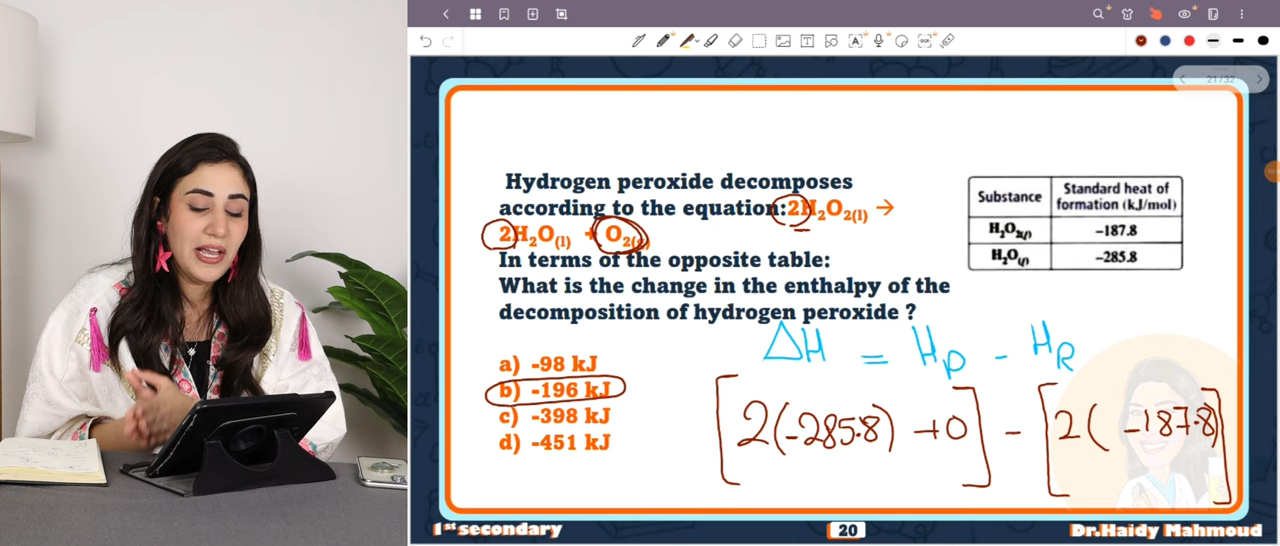 21/32
Hydrogen peroxide decomposes
according to the equation:2H₂O₂₍ₗ₎ →
2H₂O₍ₗ₎ + O₂₍g₎
In terms of the opposite table:
What is the change in the enthalpy of the
decomposition of hydrogen peroxide ?
Substance Standard heat of
formation (kJ/mol)
H₂O₂₍ₗ₎ -187.8
H₂O₍ₗ₎ -285.8
a) -98 kJ
b) -196 kJ
c) -398 kJ
d) -451 kJ
ΔH = Hp - HR
[2(-285.8) +0] - [2( -187.8)]
1st secondary
20
Dr.Haidy Mahmoud